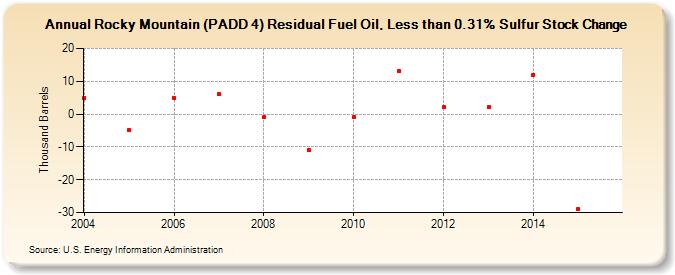 Annual Rocky Mountain (PADD 4) Residual Fuel Oil, Less than 0.31% Sulfur Stock Change
Thousand Barrels
20
10
0
-10
-20
-30
2004 2006 2008 2010 2012 2014
Source: U.S. Energy Information Administration